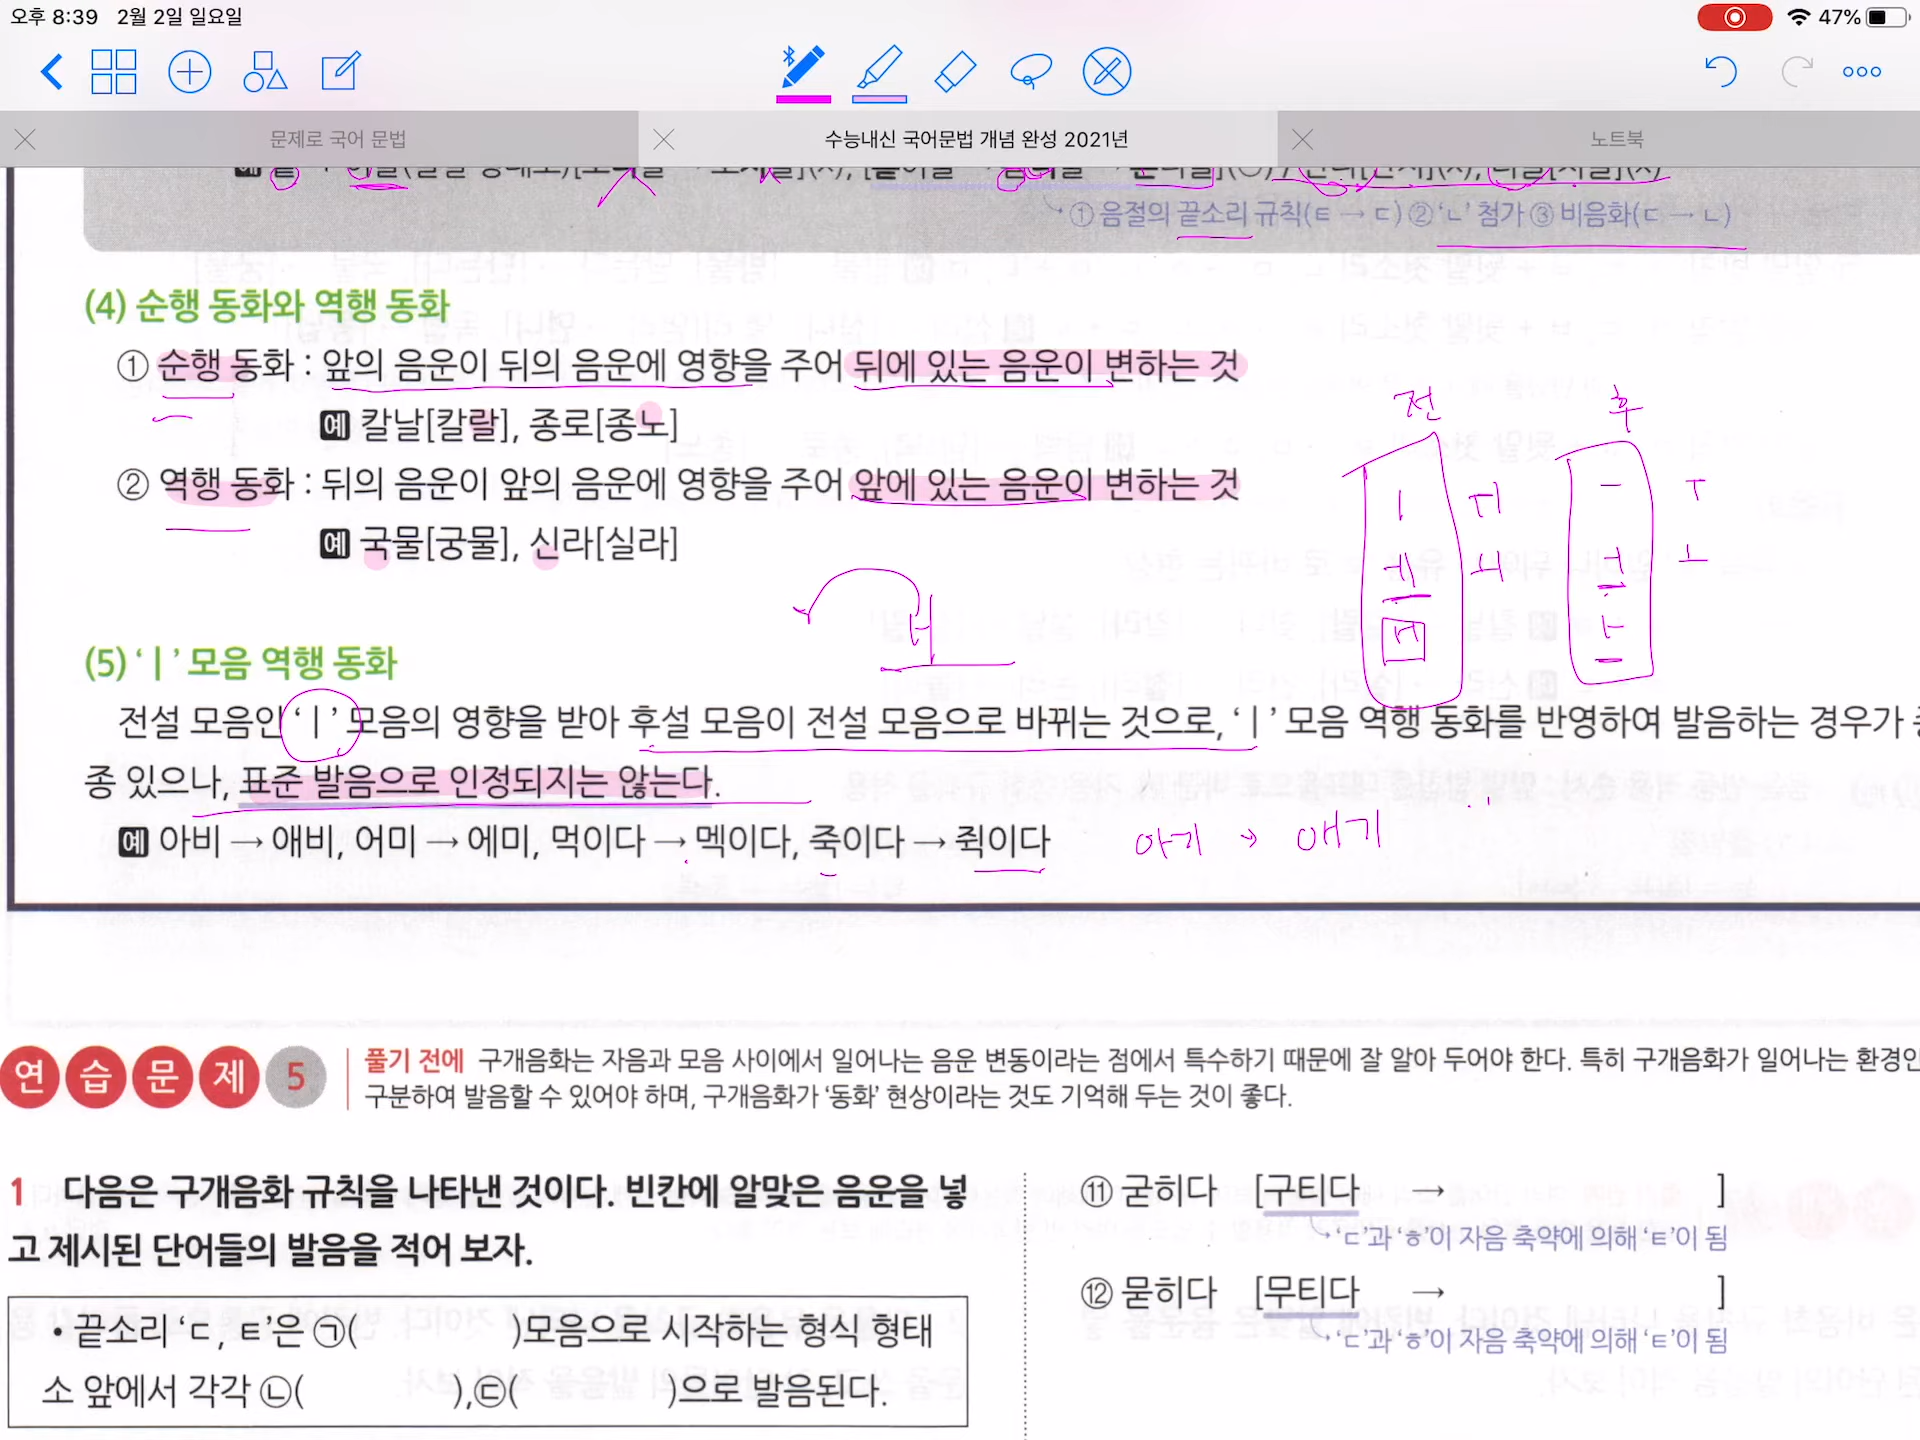 오후 8:39 2월 2일 일요일
47%
문제로 국어 문법
수능내신 국어문법 개념 완성 2021년
노트북
① 음절의 끝소리 규칙(ㅌ → ㄷ) ② ‘ㄴ’ 첨가 ③ 비음화(ㄷ → ㄴ)
(4) 순행 동화와 역행 동화
① 순행 동화 : 앞의 음운이 뒤의 음운에 영향을 주어 뒤에 있는 음운이 변하는 것
예 칼날[칼랄], 종로[종노]
② 역행 동화 : 뒤의 음운이 앞의 음운에 영향을 주어 앞에 있는 음운이 변하는 것
예 국물[궁물], 신라[실라]
전 후
ㅣ ㅟ ㅡ ㅜ
ㅔ ㅚ ㅓ ㅗ
ㅐ ㅏ
(5) ‘ㅣ’ 모음 역행 동화
전설 모음인 ‘ㅣ’ 모음의 영향을 받아 후설 모음이 전설 모음으로 바뀌는 것으로, ‘ㅣ’ 모음 역행 동화를 반영하여 발음하는 경우가
종 있으나, 표준 발음으로 인정되지는 않는다.
예 아비 → 애비, 어미 → 에미, 먹이다 → 멕이다, 죽이다 → 쥑이다
아기 > 애기
연습문제 5
풀기 전에 구개음화는 자음과 모음 사이에서 일어나는 음운 변동이라는 점에서 특수하기 때문에 잘 알아 두어야 한다. 특히 구개음화가 일어나는 환경인
구분하여 발음할 수 있어야 하며, 구개음화가 ‘동화’ 현상이라는 것도 기억해 두는 것이 좋다.
1 다음은 구개음화 규칙을 나타낸 것이다. 빈칸에 알맞은 음운을 넣
고 제시된 단어들의 발음을 적어 보자.
• 끝소리 ‘ㄷ, ㅌ’은 ㉠( )모음으로 시작하는 형식 형태
소 앞에서 각각 ㉡( ), ㉢( )으로 발음된다.
⑪ 굳히다 [구티다 → ]
‘ㄷ’과 ‘ㅎ’이 자음 축약에 의해 ‘ㅌ’이 됨
⑫ 묻히다 [무티다 → ]
‘ㄷ’과 ‘ㅎ’이 자음 축약에 의해 ‘ㅌ’이 됨